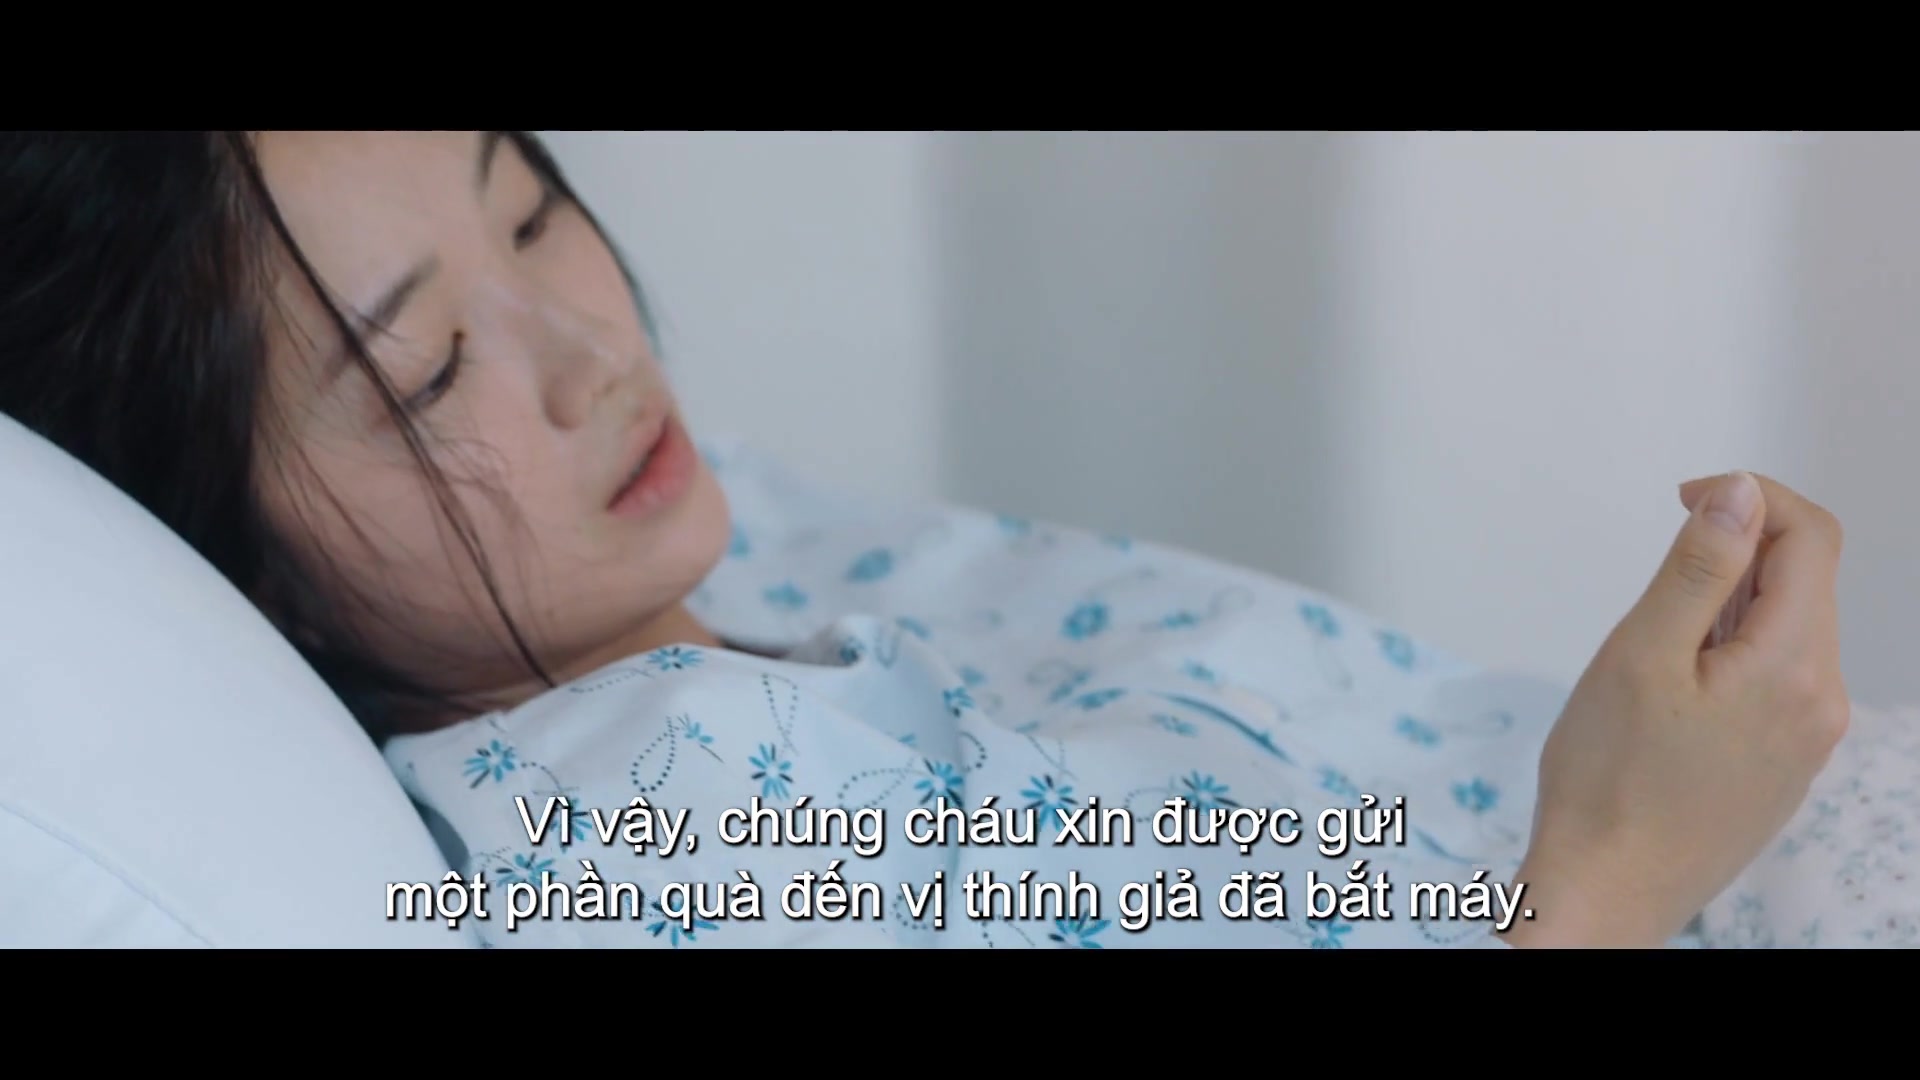 Vì vậy, chúng cháu xin được gửi
một phần quà đến vị thính giả đã bắt máy.